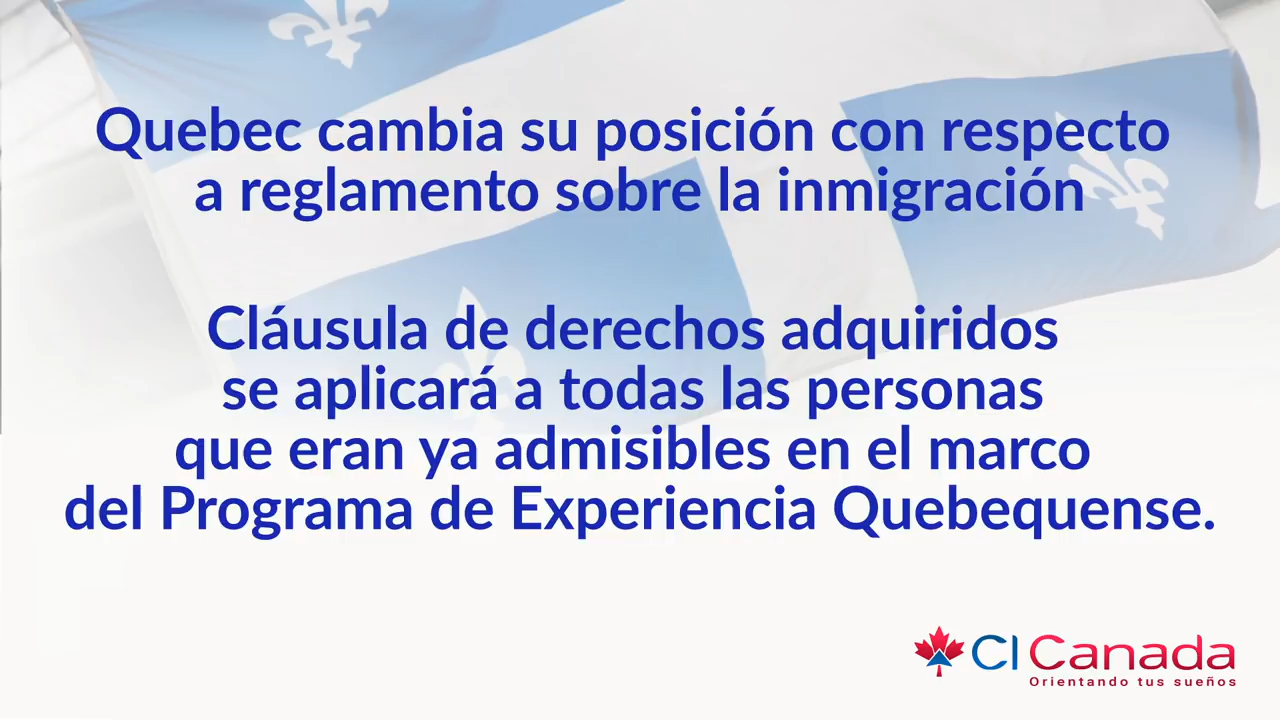 Quebec cambia su posición con respecto
a reglamento sobre la inmigración
Cláusula de derechos adquiridos
se aplicará a todas las personas
que eran ya admisibles en el marco
del Programa de Experiencia Quebequense.
CI Canada
Orientando tus sueños